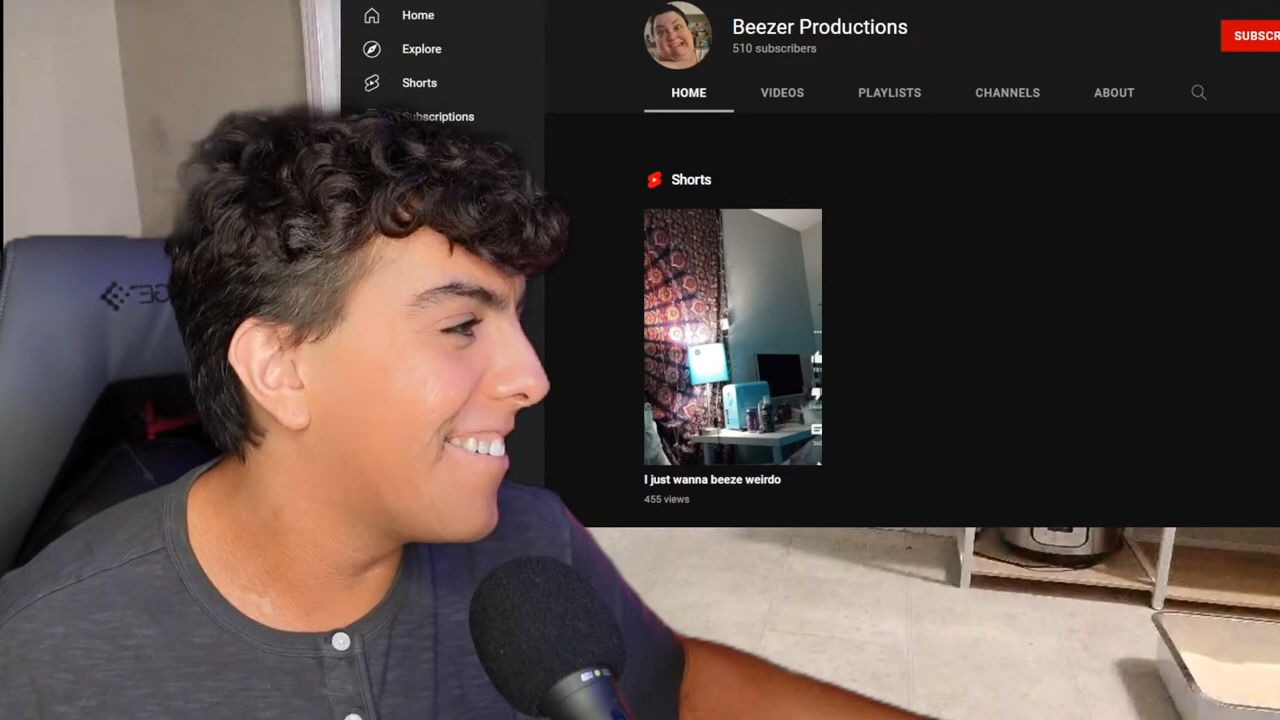 Home
Explore
Shorts
Subscriptions
Beezer Productions
510 subscribers
SUBSCR
HOME
VIDEOS
PLAYLISTS
CHANNELS
ABOUT
Shorts
I just wanna beeze weirdo
455 views